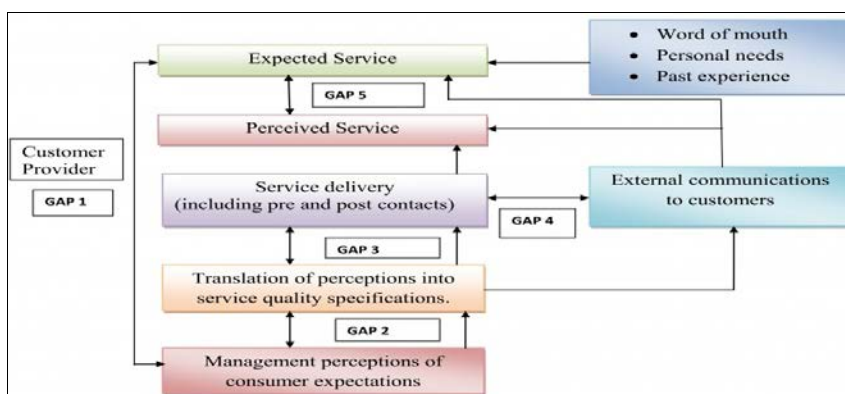 • Word of mouth
• Personal needs
• Past experience
Expected Service
GAP 5
Perceived Service
Customer
Provider
GAP 1
Service delivery
(including pre and post contacts)
GAP 4
External communications
to customers
GAP 3
Translation of perceptions into
service quality specifications.
GAP 2
Management perceptions of
consumer expectations